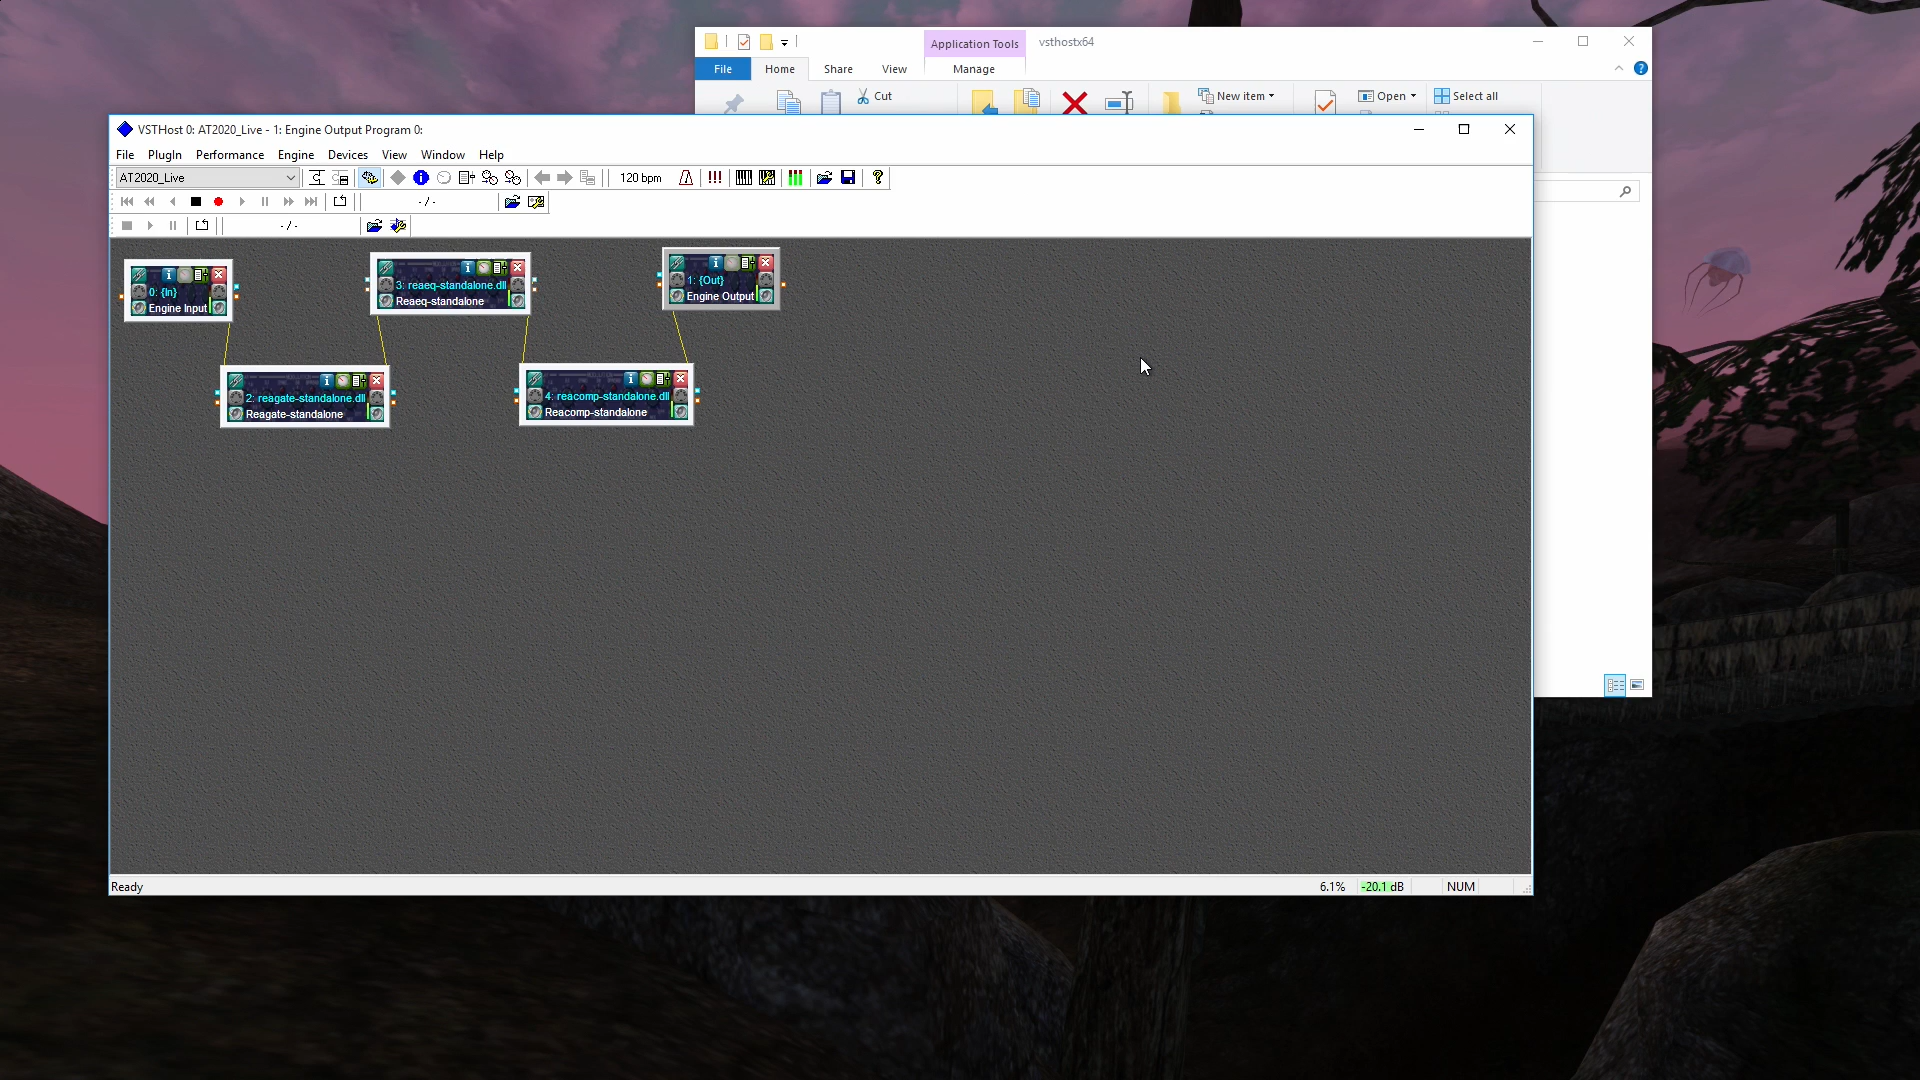 Application Tools
vsthostx64
File
Home
Share
View
Manage
Cut
New item
Open
Select all
VSTHost 0: AT2020_Live - 1: Engine Output Program 0:
File PlugIn Performance Engine Devices View Window Help
AT2020_Live
120 bpm
- / -
- / -
0: {In}
Engine Input
3: reaeq-standalone.dll
Reaeq-standalone
1: {Out}
Engine Output
2: reagate-standalone.dll
Reagate-standalone
4: reacomp-standalone.dll
Reacomp-standalone
Ready
6.1%
-20.1 dB
NUM